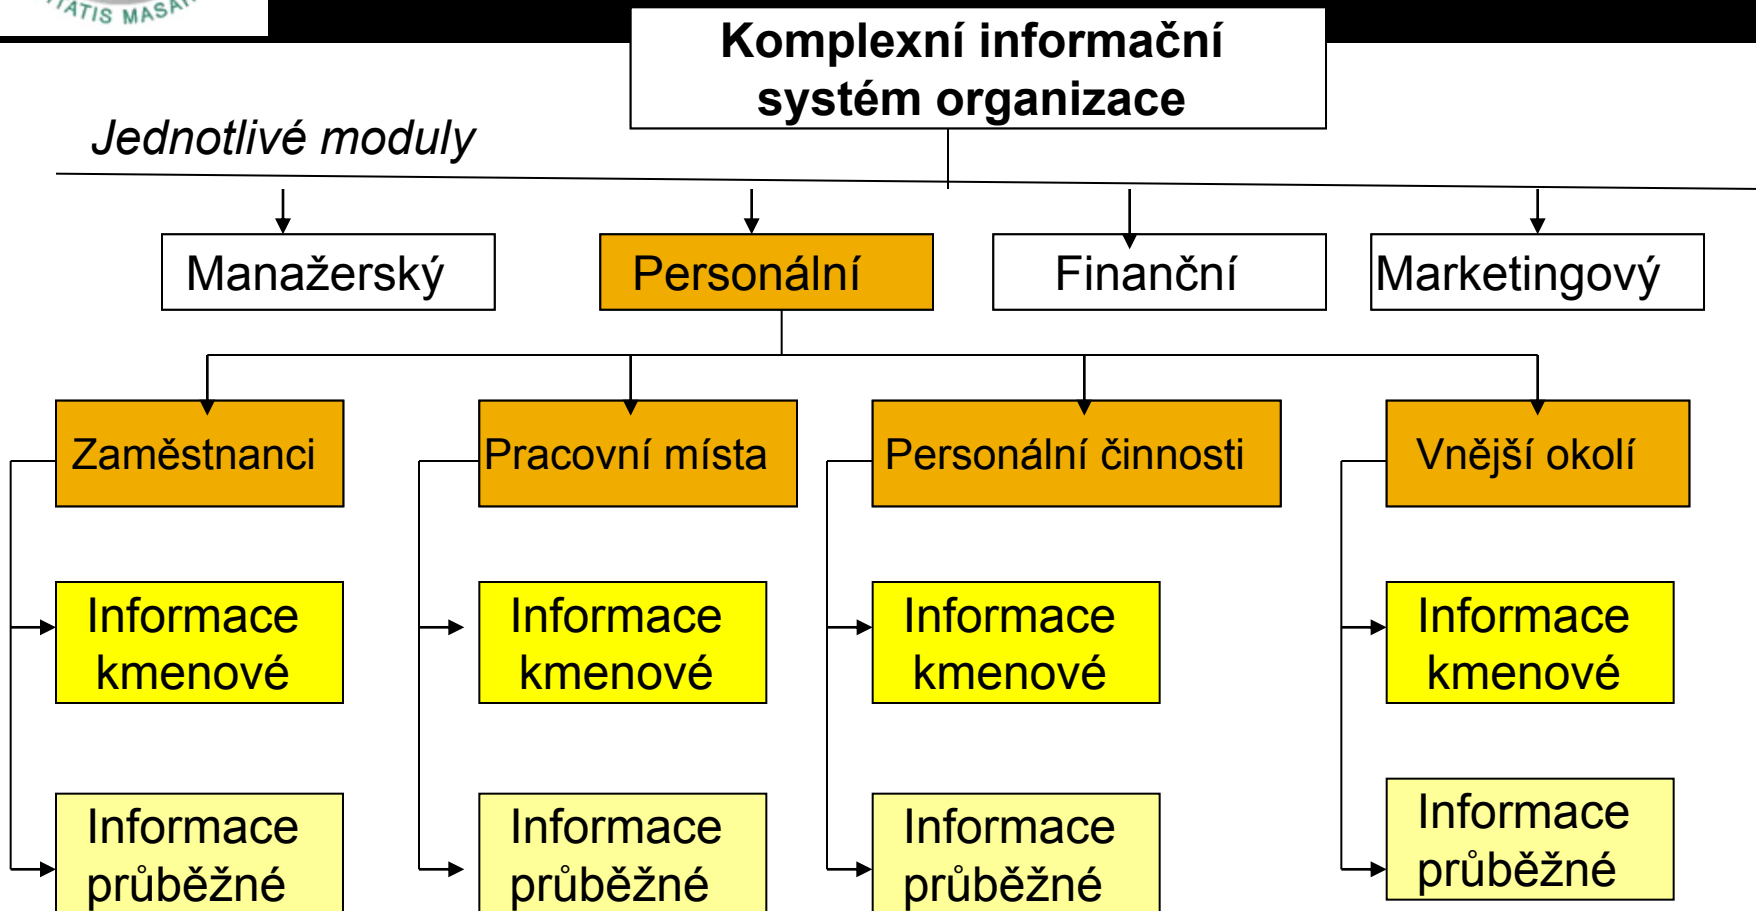 TATIS MASA
Komplexní informační
systém organizace
Jednotlivé moduly
Manažerský
Personální
Finanční
Marketingový
Zaměstnanci
Pracovní místa
Personální činnosti
Vnější okolí
Informace
kmenové
Informace
kmenové
Informace
kmenové
Informace
kmenové
Informace
průběžné
Informace
průběžné
Informace
průběžné
Informace
průběžné